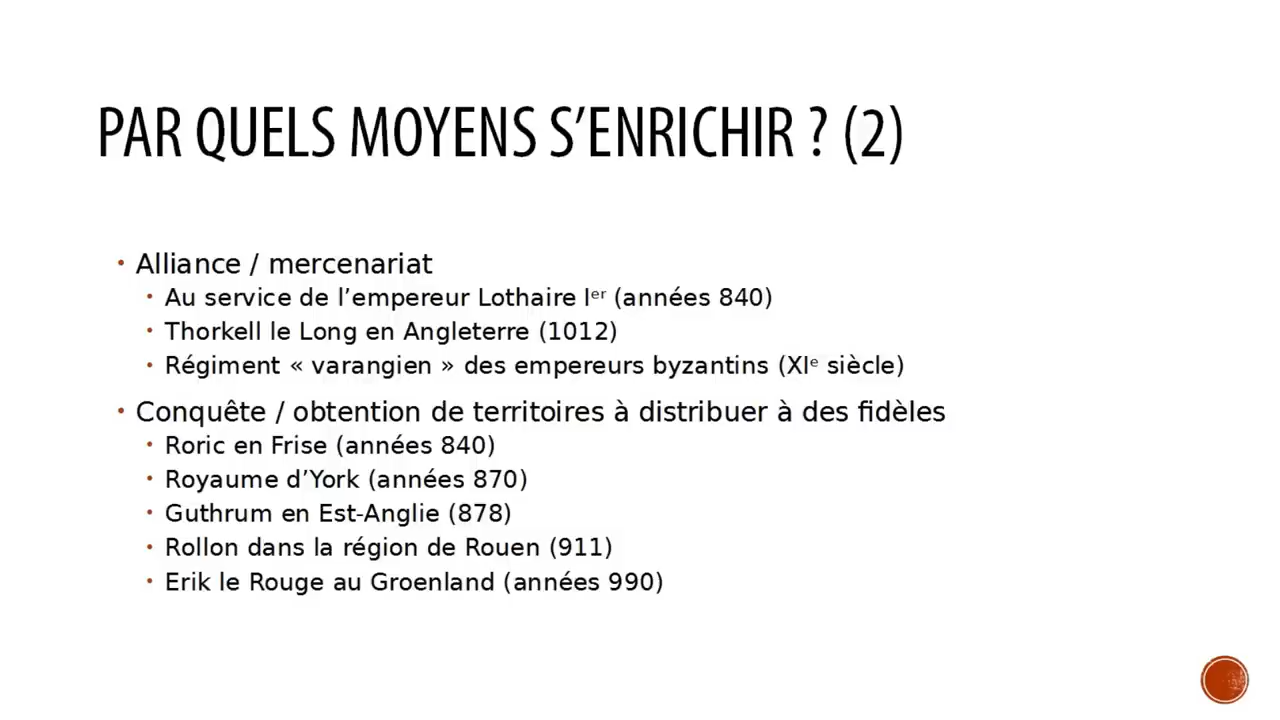 PAR QUELS MOYENS S’ENRICHIR ? (2)
• Alliance / mercenariat
• Au service de l’empereur Lothaire Iᵉʳ (années 840)
• Thorkell le Long en Angleterre (1012)
• Régiment « varangien » des empereurs byzantins (XIᵉ siècle)
• Conquête / obtention de territoires à distribuer à des fidèles
• Roric en Frise (années 840)
• Royaume d’York (années 870)
• Guthrum en Est-Anglie (878)
• Rollon dans la région de Rouen (911)
• Erik le Rouge au Groenland (années 990)